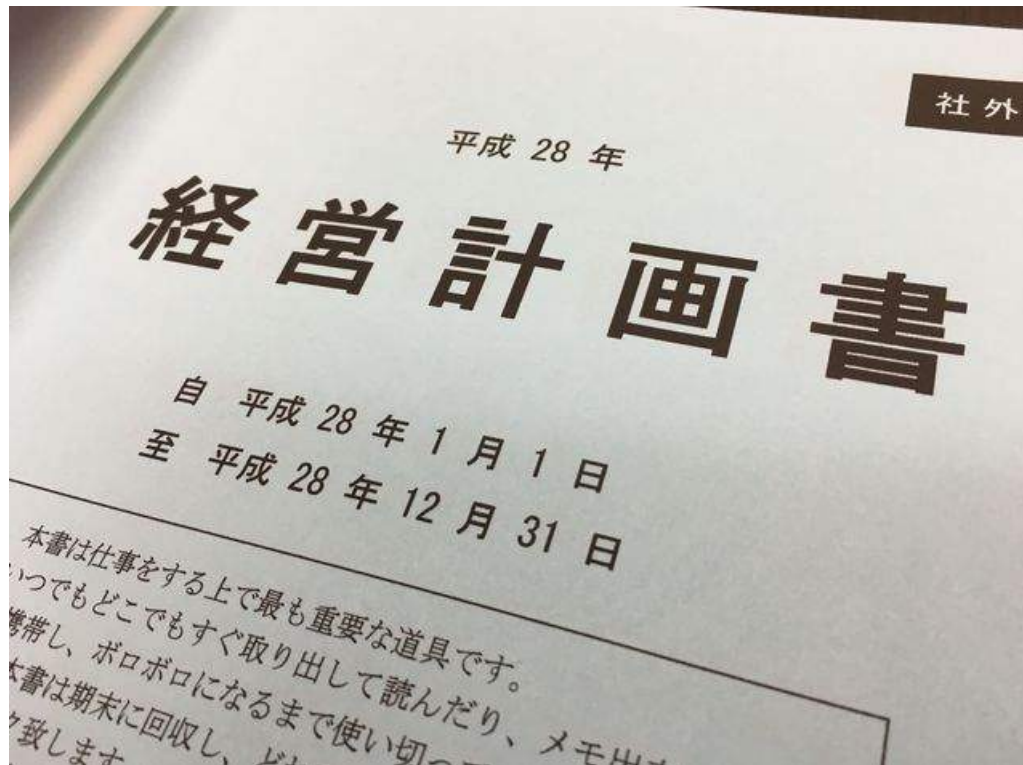 社外
平成 28 年
経営計画書
自 平成 28 年 1 月 1 日
至 平成 28 年 12 月 31 日
本書は仕事をする上で最も重要な道具です。
いつでもどこでもすぐ取り出して読んだり、メモ出
携帯し、ボロボロになるまで使い切っ
本書は期末に回収し、
致します